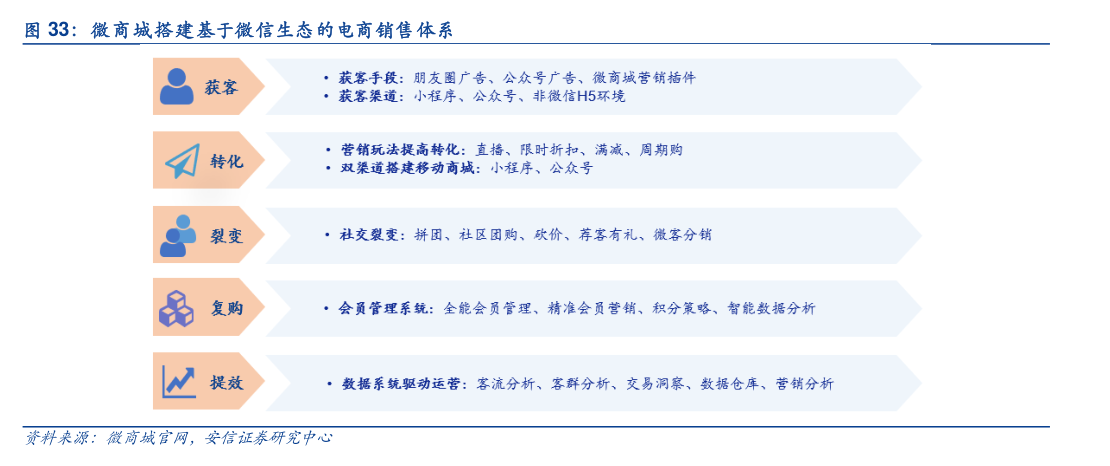 图 33：微商城搭建基于微信生态的电商销售体系
获客
• 获客手段：朋友圈广告、公众号广告、微商城营销插件
• 获客渠道：小程序、公众号、非微信H5环境
转化
• 营销玩法提高转化：直播、限时折扣、满减、周期购
• 双渠道搭建移动商城：小程序、公众号
裂变
• 社交裂变：拼团、社区团购、砍价、荐客有礼、微客分销
复购
• 会员管理系统：全能会员管理、精准会员营销、积分策略、智能数据分析
提效
• 数据系统驱动运营：客流分析、客群分析、交易洞察、数据仓库、营销分析
资料来源：微商城官网，安信证券研究中心